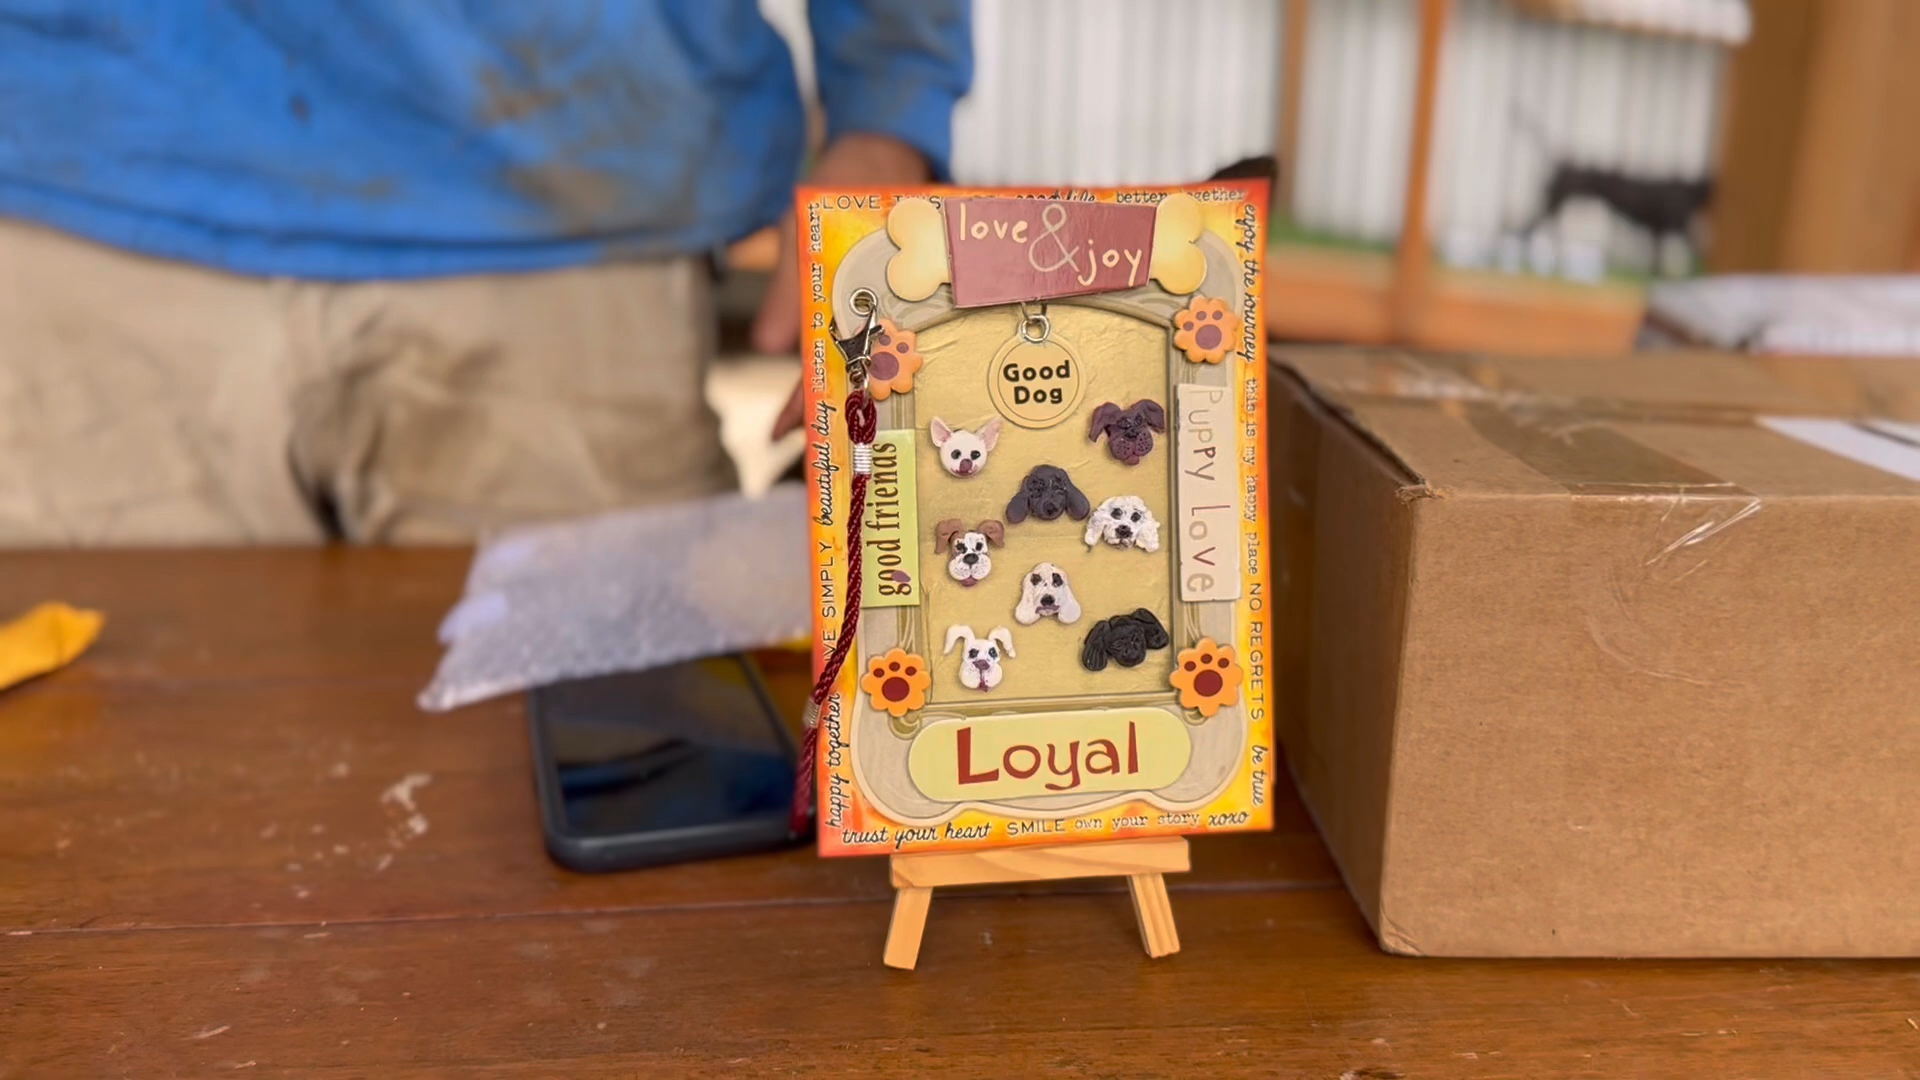 LOVE
better together
love & joy
Good
Dog
good friends
Puppy Love
Loyal
listen to your heart
beautiful day
SIMPLY
happy together
enjoy the journey
this is my happy place
NO REGRETS
be true
trust your heart SMILE own your story xoxo